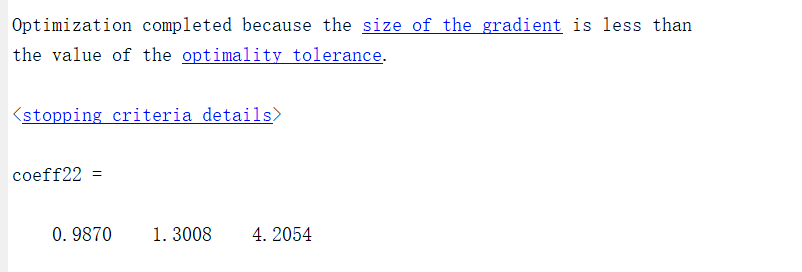 Optimization completed because the size of the gradient is less than
the value of the optimality tolerance.
<stopping criteria details>
coeff22 =
0.9870 1.3008 4.2054